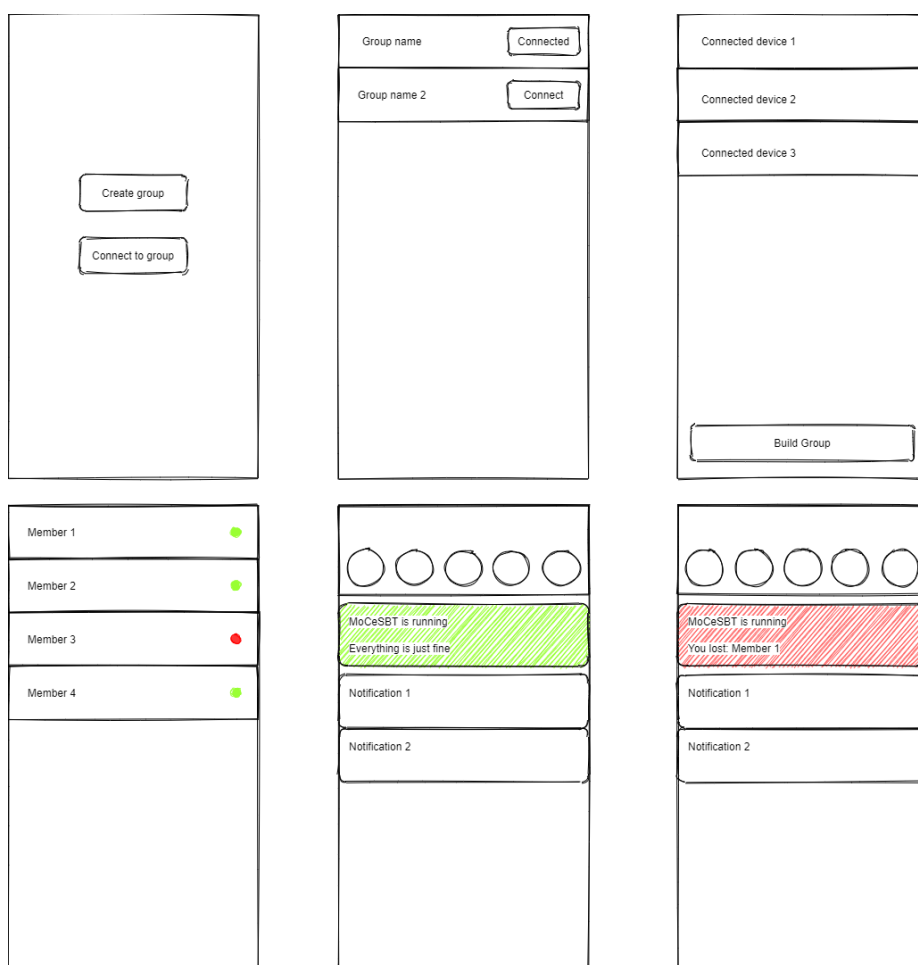 Create group
Connect to group
Group name
Connected
Group name 2
Connect
Connected device 1
Connected device 2
Connected device 3
Build Group
Member 1
Member 2
Member 3
Member 4
MoCeSBT is running
Everything is just fine
Notification 1
Notification 2
MoCeSBT is running
You lost: Member 1
Notification 1
Notification 2